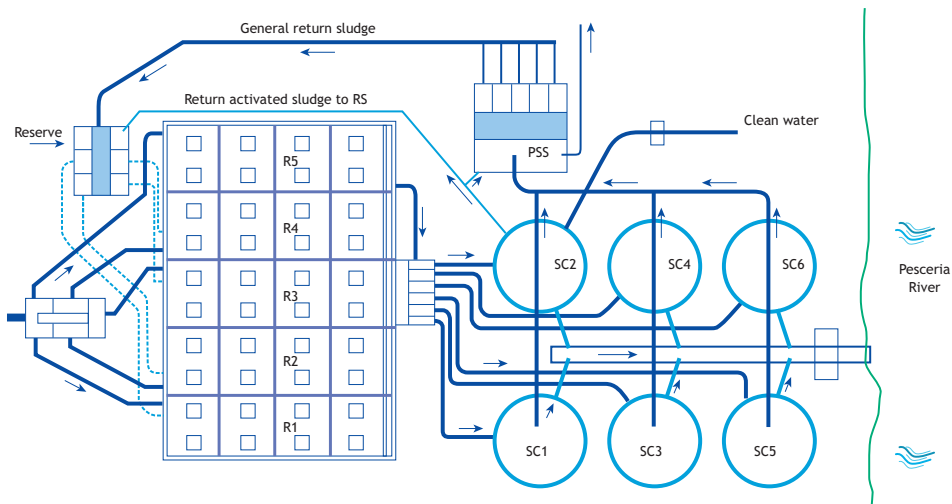 General return sludge
Return activated sludge to RS
Reserve
Clean water
PSS
R5
R4
R3
R2
R1
SC2
SC4
SC6
Pesceria
River
SC1
SC3
SC5